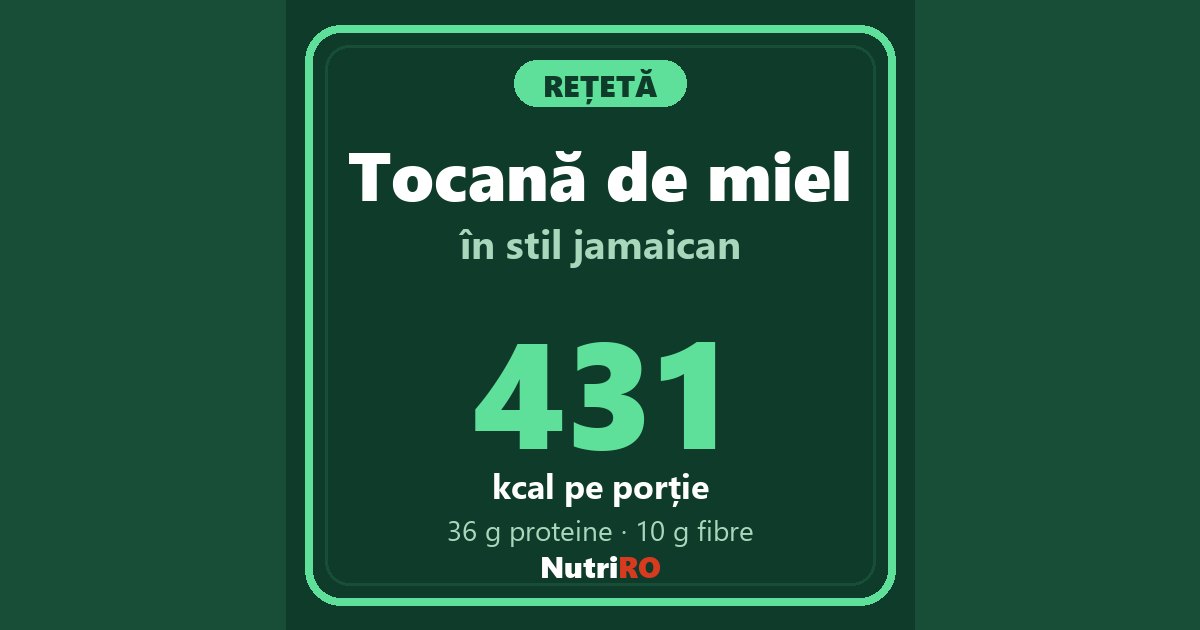 REȚETĂ
Tocană de miel
în stil jamaican
431
kcal pe porție
36 g proteine · 10 g fibre
NutriRO